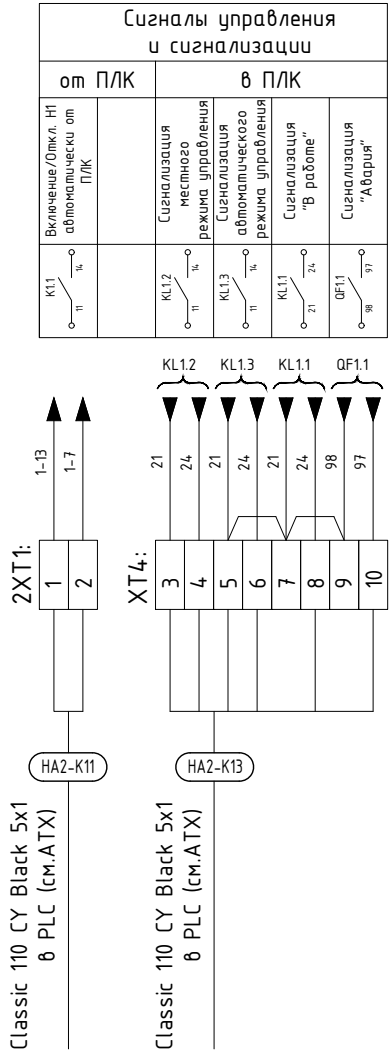 Сигналы управления
и сигнализации
от ПЛК
в ПЛК
Включение/Откл. Н1
автоматически от
ПЛК
Сигнализация
местного
режима управления
Сигнализация
автоматического
режима управления
Сигнализация
"В работе"
Сигнализация
"Авария"
K1.1
11
14
KL1.2
11
14
KL1.3
11
14
KL1.1
21
24
QF1.1
98
97
KL1.2
KL1.3
KL1.1
QF1.1
1-13
1-7
21
24
21
24
21
24
98
97
2XT1:
1
2
XT4:
3
4
5
6
7
8
9
10
HA2-K11
HA2-K13
Classic 110 CY Black 5x1
в PLC (см.АТХ)
Classic 110 CY Black 5x1
в PLC (см.АТХ)